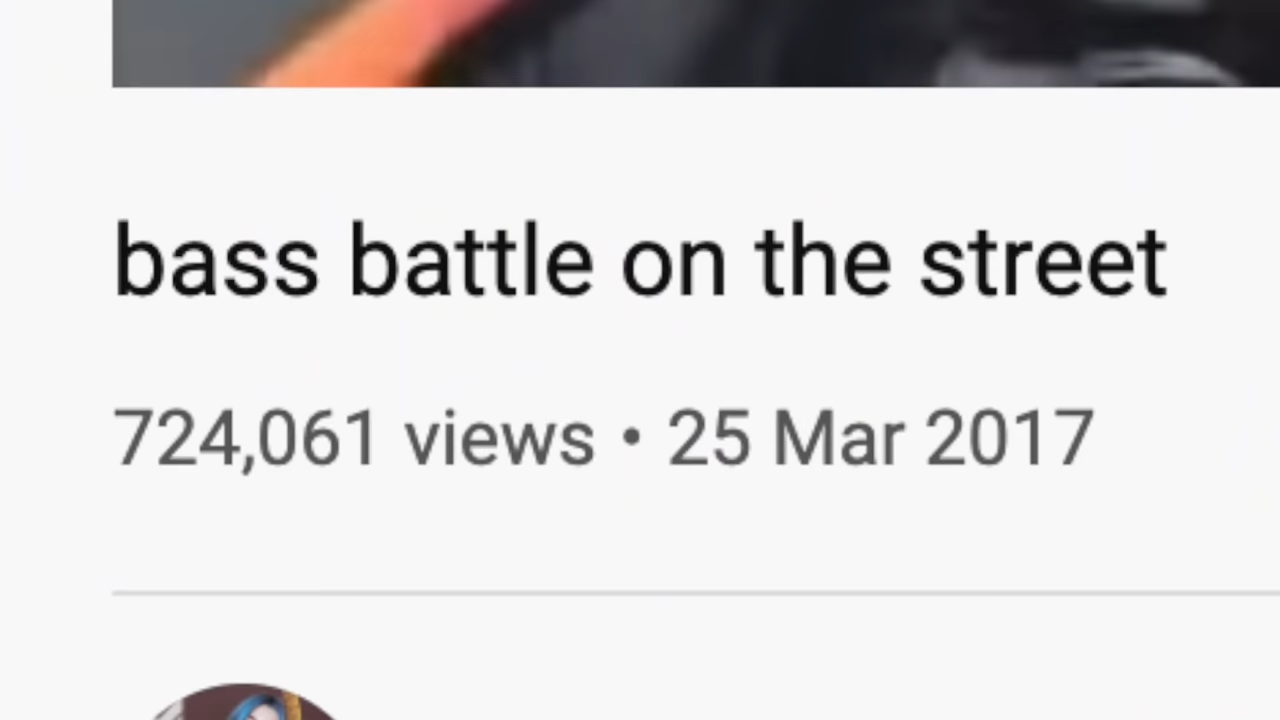 bass battle on the street
724,061 views • 25 Mar 2017